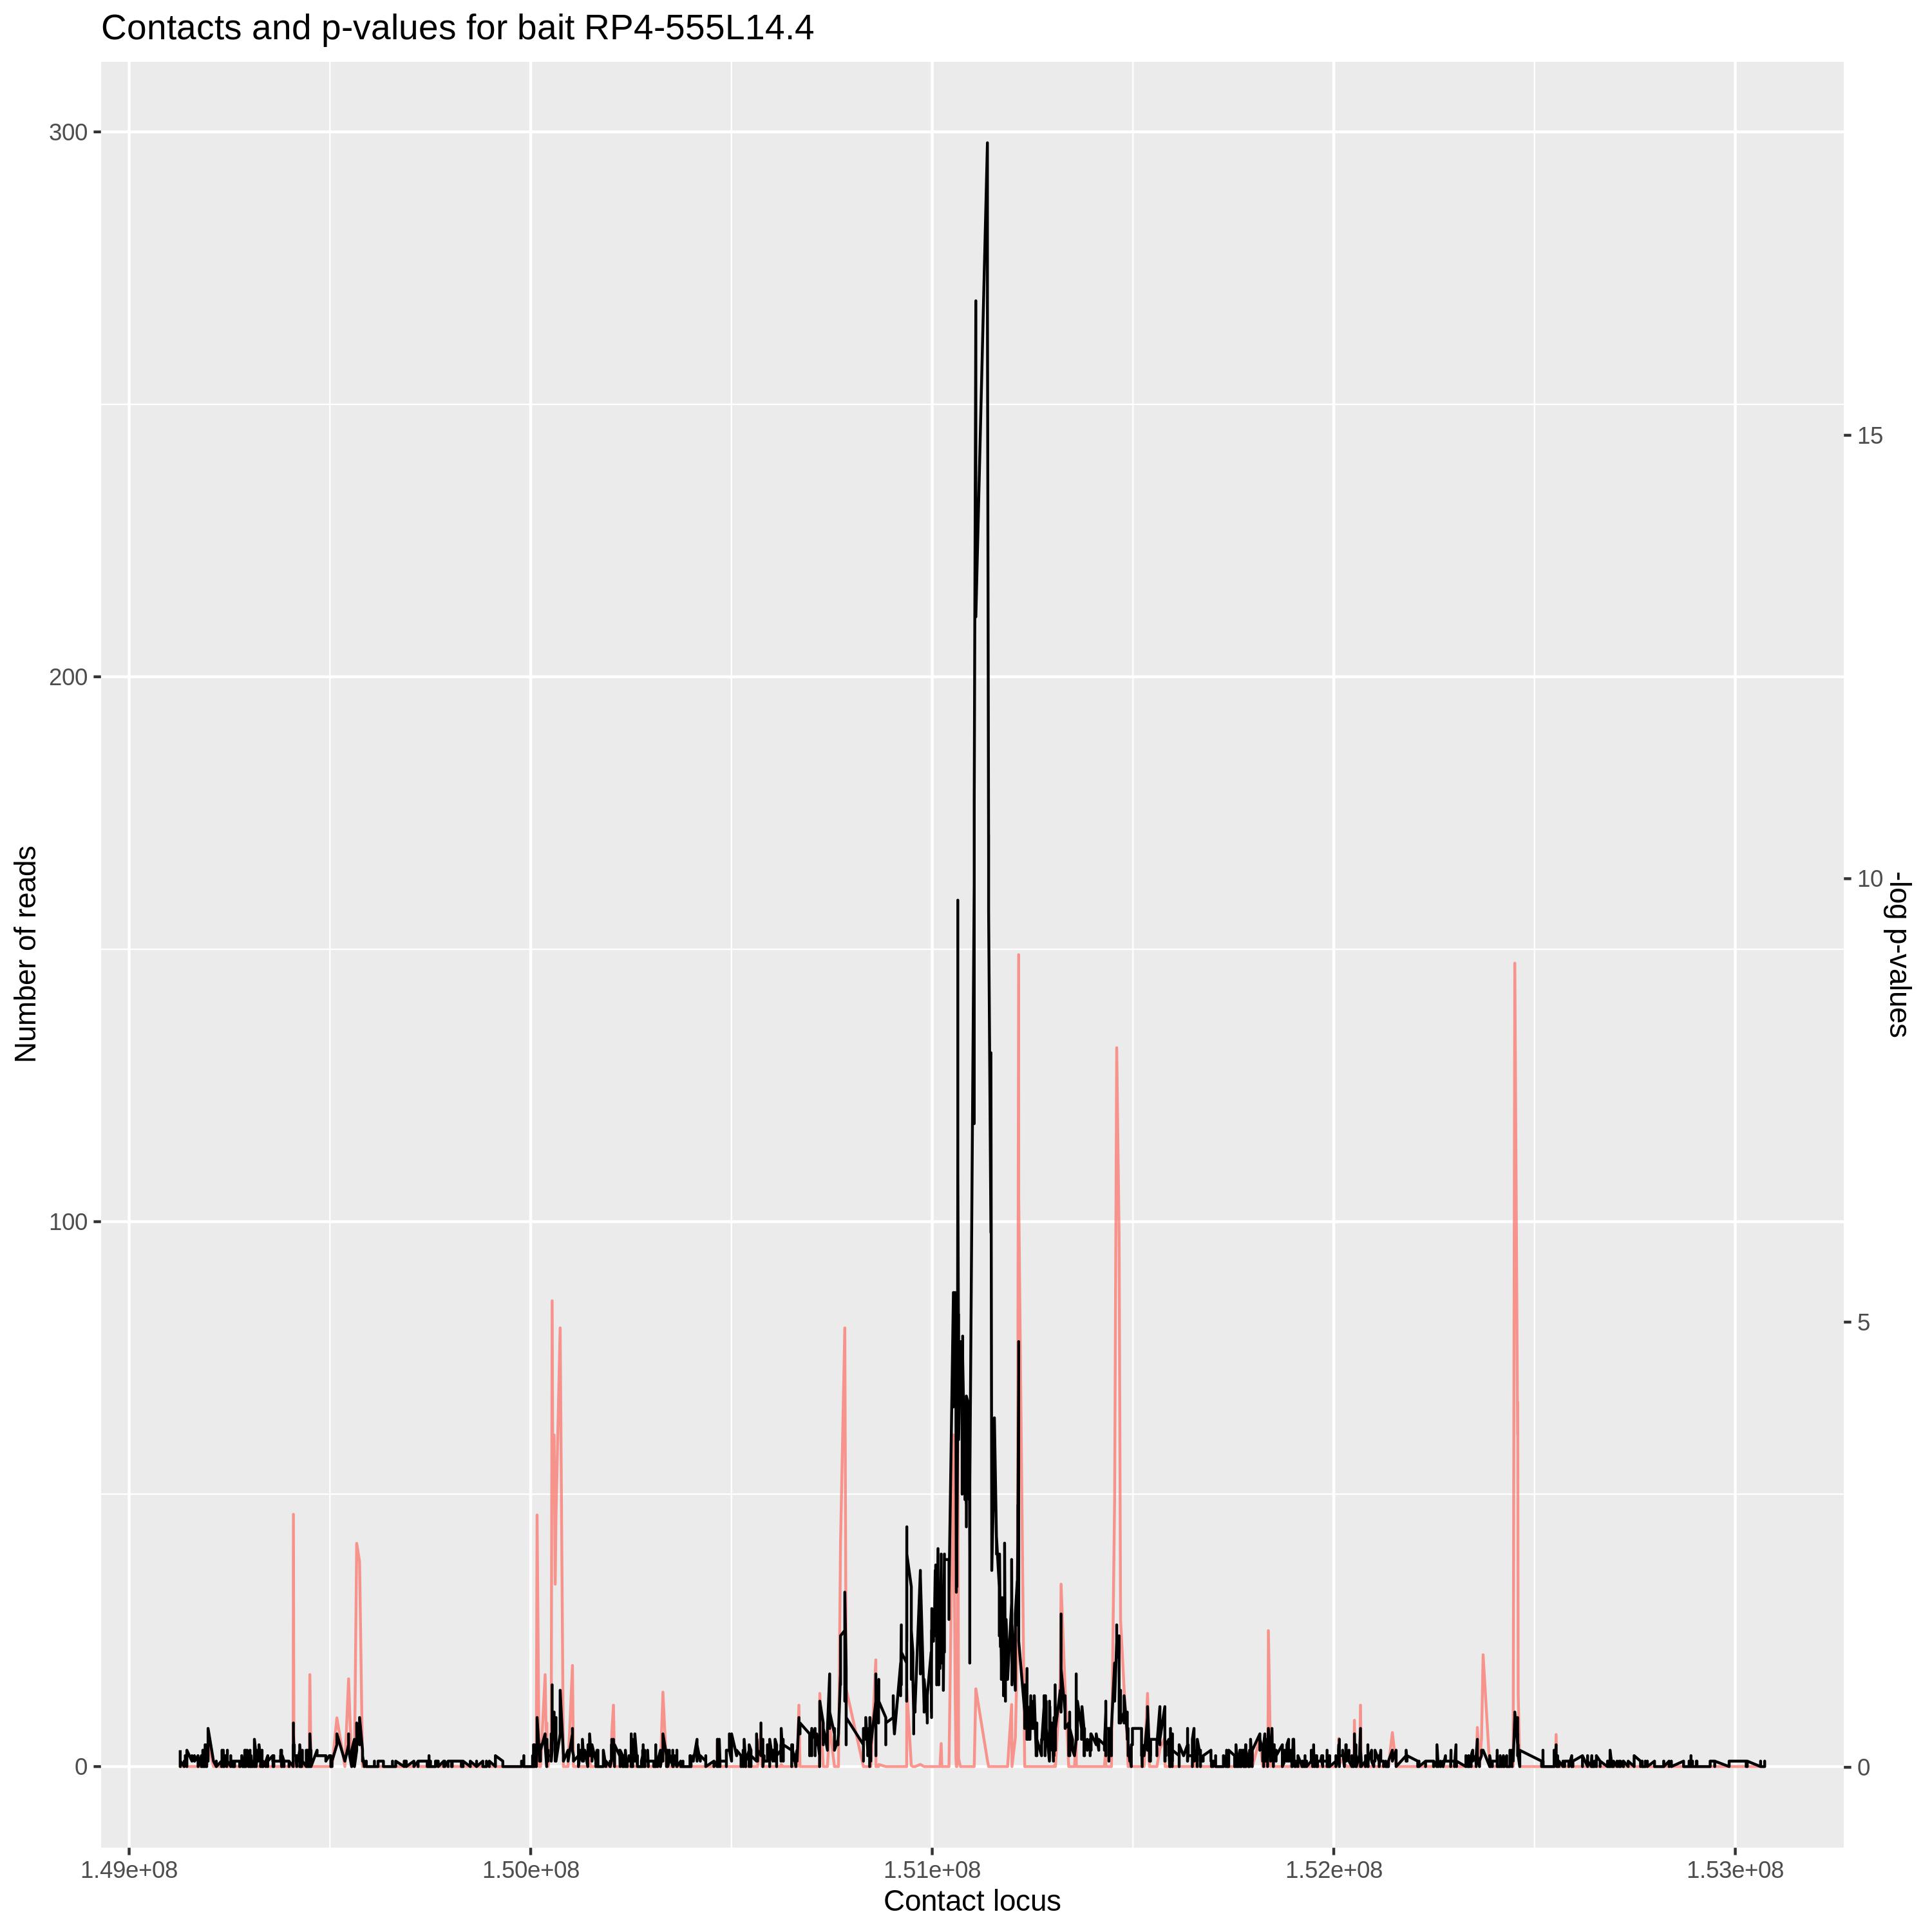 Contacts and p-values for bait RP4-555L14.4
300
200
100
0
Number of reads
15
10
5
0
-log p-values
1.49e+08
1.50e+08
1.51e+08
1.52e+08
1.53e+08
Contact locus